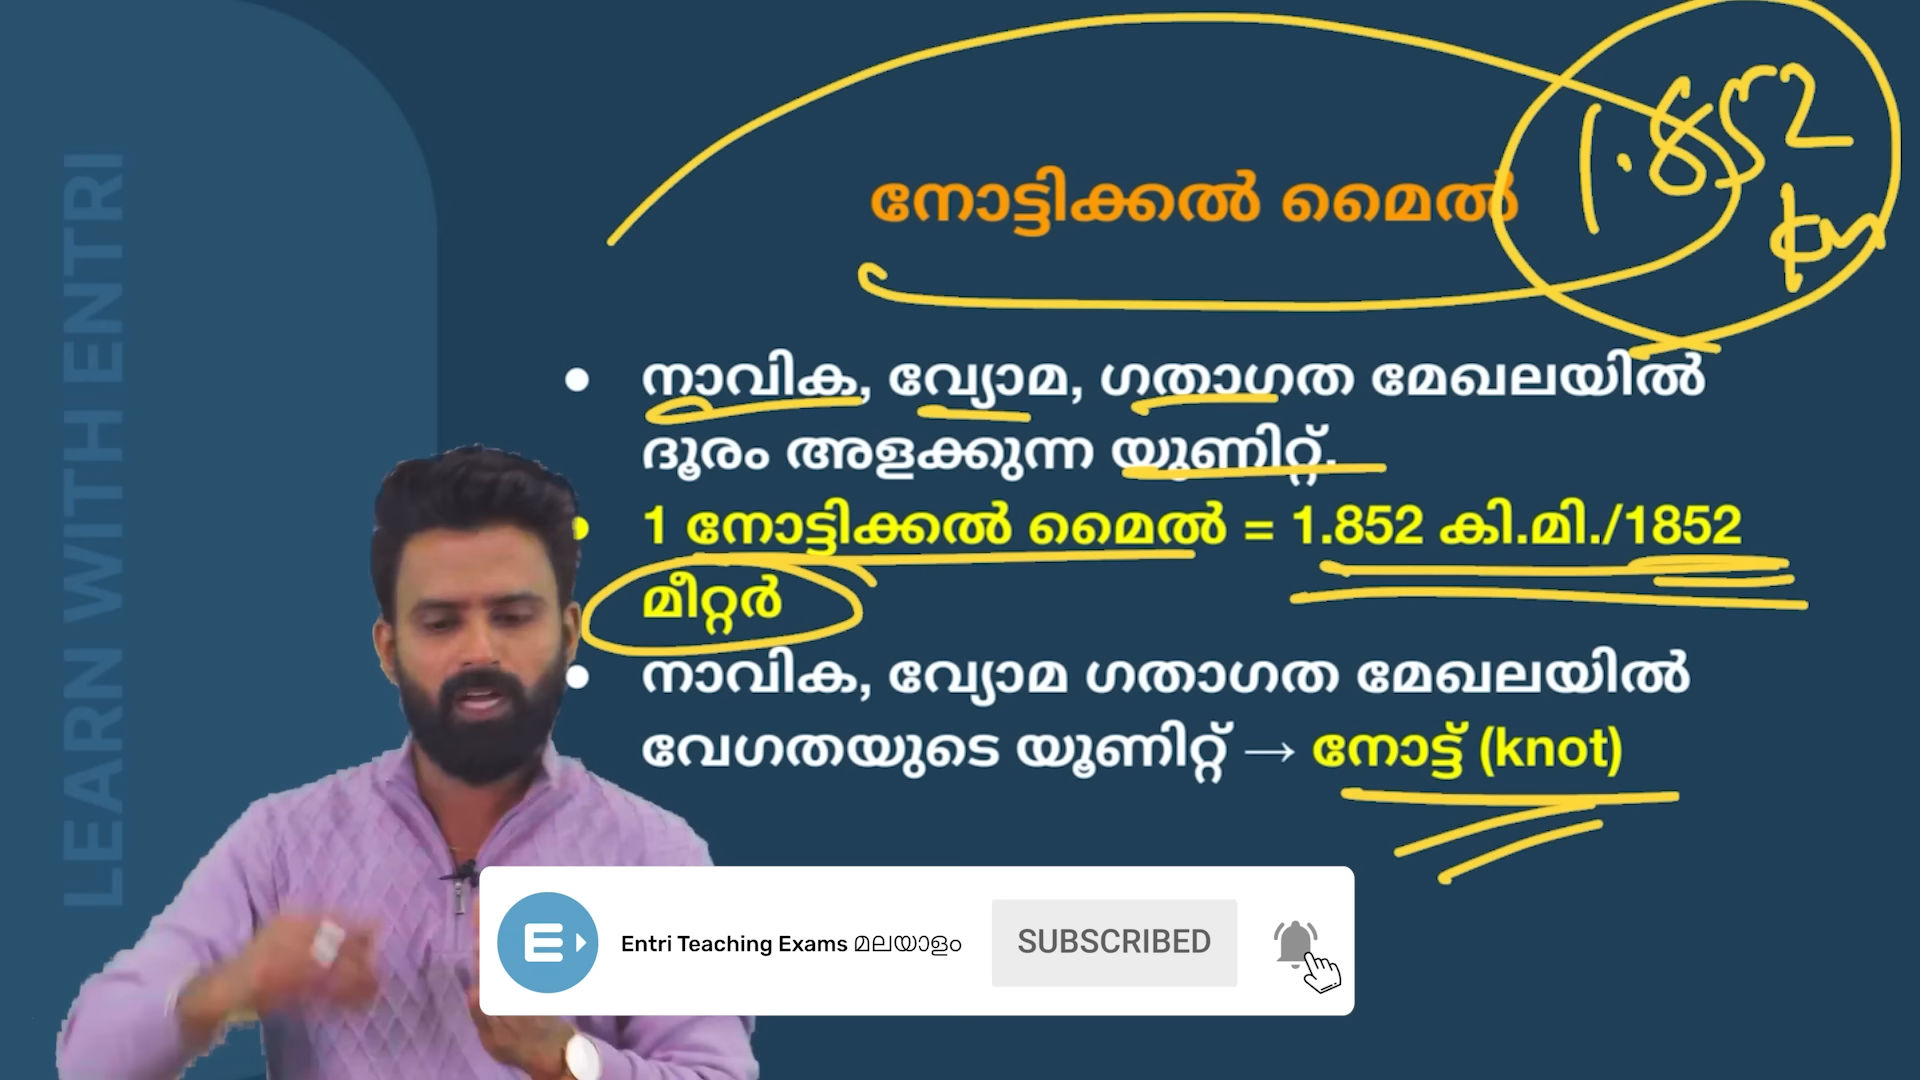 LEARN WITH ENTRI
നോട്ടിക്കൽ മൈൽ
1.852
km
നാവിക, വ്യോമ, ഗതാഗത മേഖലയിൽ
ദൂരം അളക്കുന്ന യൂണിറ്റ്.
1 നോട്ടിക്കൽ മൈൽ = 1.852 കി.മി./1852
മീറ്റർ
നാവിക, വ്യോമ ഗതാഗത മേഖലയിൽ
വേഗതയുടെ യൂണിറ്റ് → നോട്ട് (knot)
E
Entri Teaching Exams മലയാളം
SUBSCRIBED